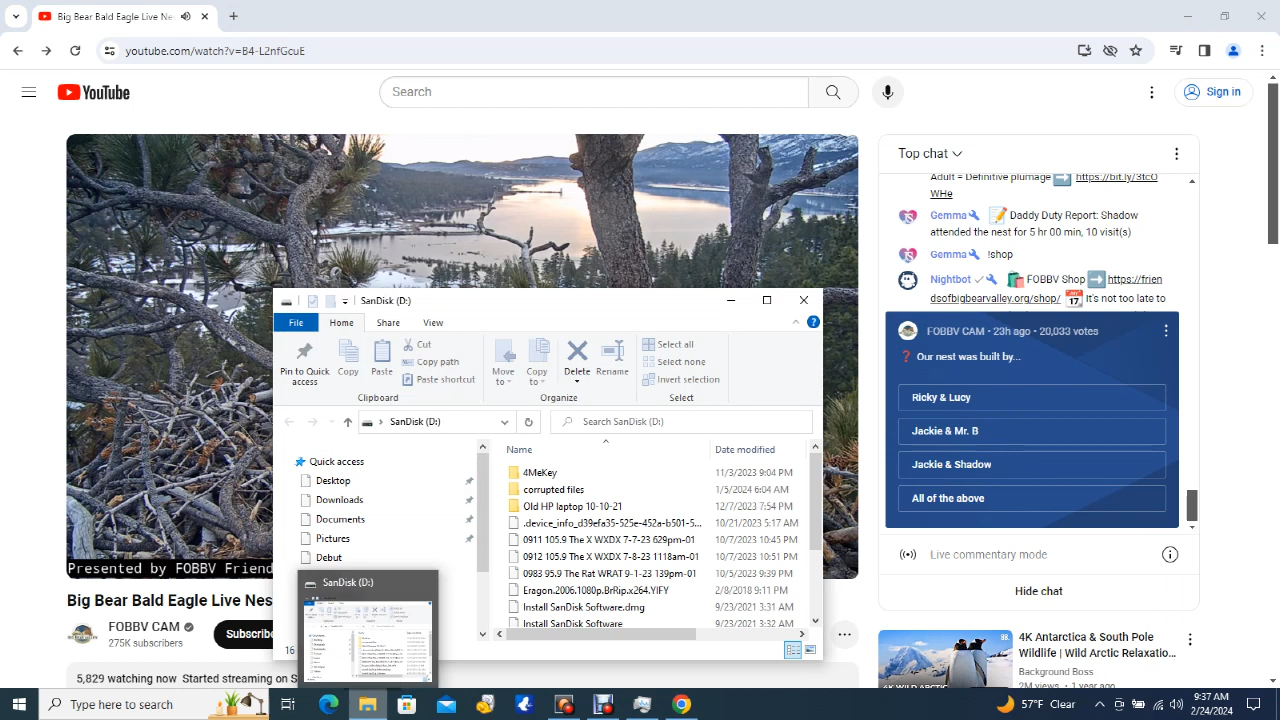 Big Bear Bald Eagle Live Ne
youtube.com/watch?v=B4-L2nfGcuE
YouTube
Search
Sign in
Top chat
Adult = Definitive plumage ➡️ https://bit.ly/3tcO
WHe
Gemma 📝 Daddy Duty Report: Shadow
attended the nest for 5 hr 00 min, 10 visit(s)
Gemma !shop
Nightbot 🛍️ FOBBV Shop ➡️ https://frien
dsofbigbearvalley.org/shop/ 📆 It's not too late to
FOBBV CAM • 23h ago • 20,033 votes
❓ Our nest was built by...
Ricky & Lucy
Jackie & Mr. B
Jackie & Shadow
All of the above
Live commentary mode
Hide chat
SanDisk (D:)
File Home Share View
Pin to Quick access
Copy
Paste
Cut
Copy path
Paste shortcut
Move to
Copy to
Delete
Rename
Select all
Select none
Invert selection
Clipboard Organize Select
SanDisk (D:)
Search SanDisk (D:)
Quick access
Desktop
Downloads
Documents
Pictures
Debut
Name Date modified
4MeKey 11/3/2023 9:04 PM
corrupted files 1/5/2024 6:04 AM
Old HP laptop 10-10-21 12/7/2023 7:54 PM
.device_info_d39efa35-525e-452a-b501-5... 10/21/2023 5:17 AM
0911 105.9 The X WXDX 7-7-23 629pm-01 10/7/2023 10:45 PM
0912 105.9 The X WXDX 7-8-23 1118am-01 10/7/2023 10:51 PM
0983 95.9 The Rat WRAT 9-1-23 139pm-01 10/5/2023 5:39 PM
Eragon.2006.1080p.BrRip.x264.YIFY 2/8/2018 9:11 PM
Install SanDisk Software.dmg 9/23/2021 5:31 AM
Install SanDisk Software 9/23/2021 5:32 AM
16
SanDisk (D:)
Presented by FOBBV Friend
Big Bear Bald Eagle Live Nes
FOBBV CAM
275K subscribers
Subscribe
watching now Started streaming on S
4K Antarctica & South Pole
Wildlife with Arctic Relaxatio...
Background Boss
2M views • 1 year ago
Type here to search
57°F Clear
9:37 AM
2/24/2024